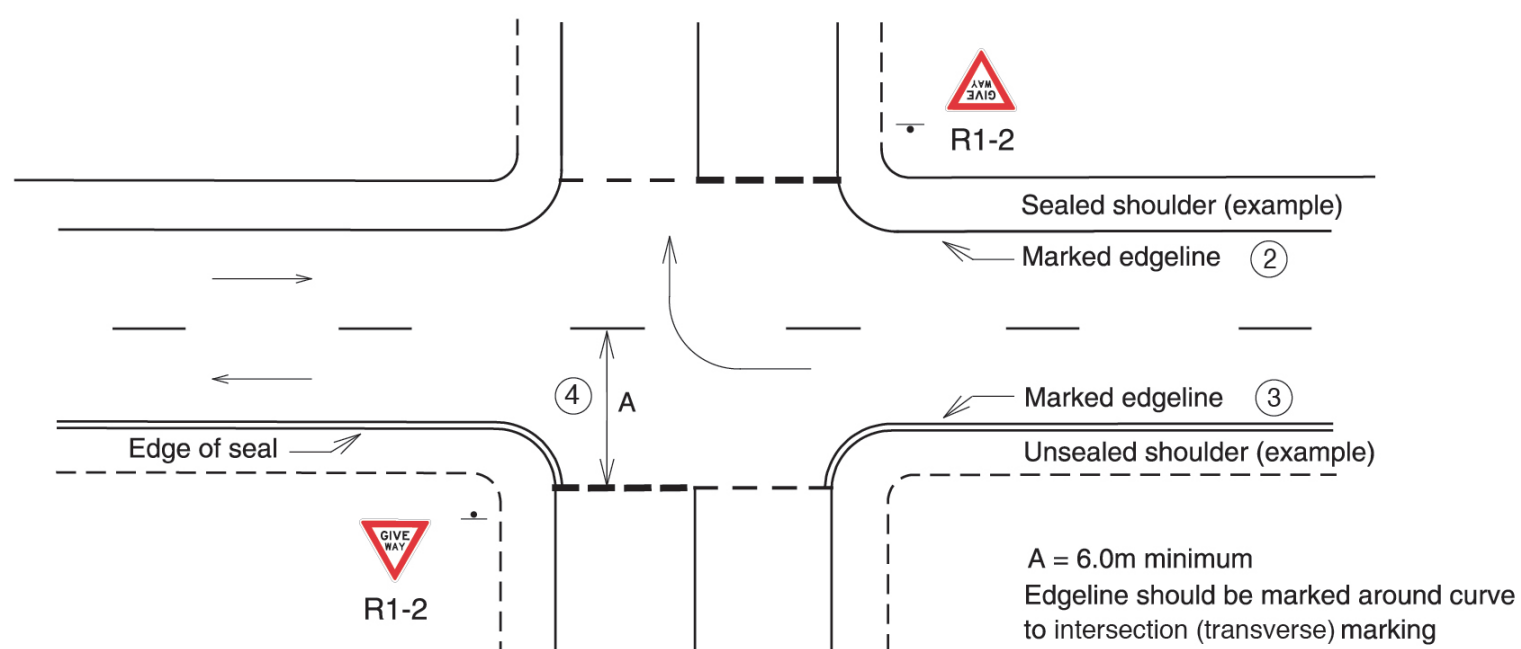 GIVE
WAY
R1-2
Sealed shoulder (example)
Marked edgeline 2
4 A
Marked edgeline 3
Edge of seal
Unsealed shoulder (example)
GIVE
WAY
R1-2
A = 6.0m minimum
Edgeline should be marked around curve
to intersection (transverse) marking